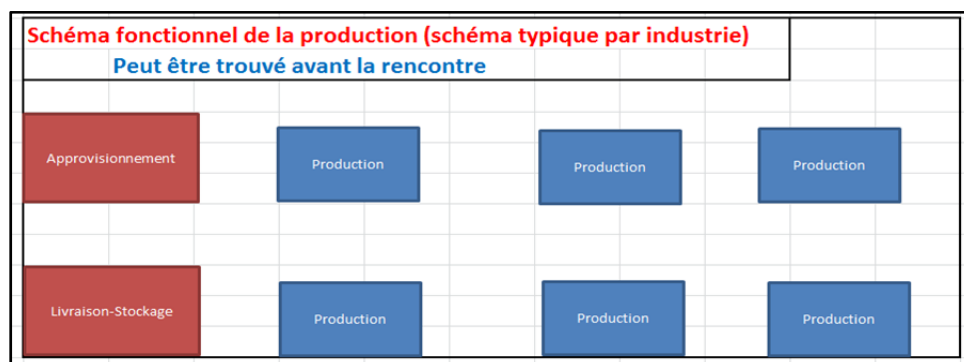 Schéma fonctionnel de la production (schéma typique par industrie)
Peut être trouvé avant la rencontre
Approvisionnement
Production
Production
Production
Livraison-Stockage
Production
Production
Production